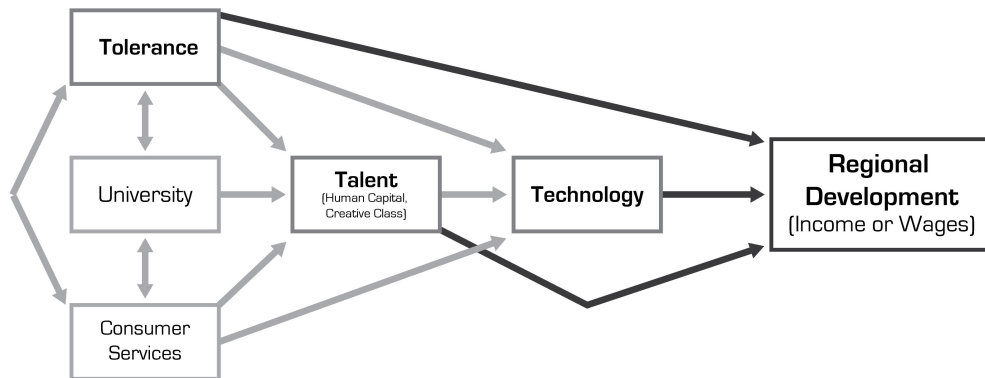 Tolerance
University
Consumer
Services
Talent
(Human Capital,
Creative Class)
Technology
Regional
Development
(Income or Wages)